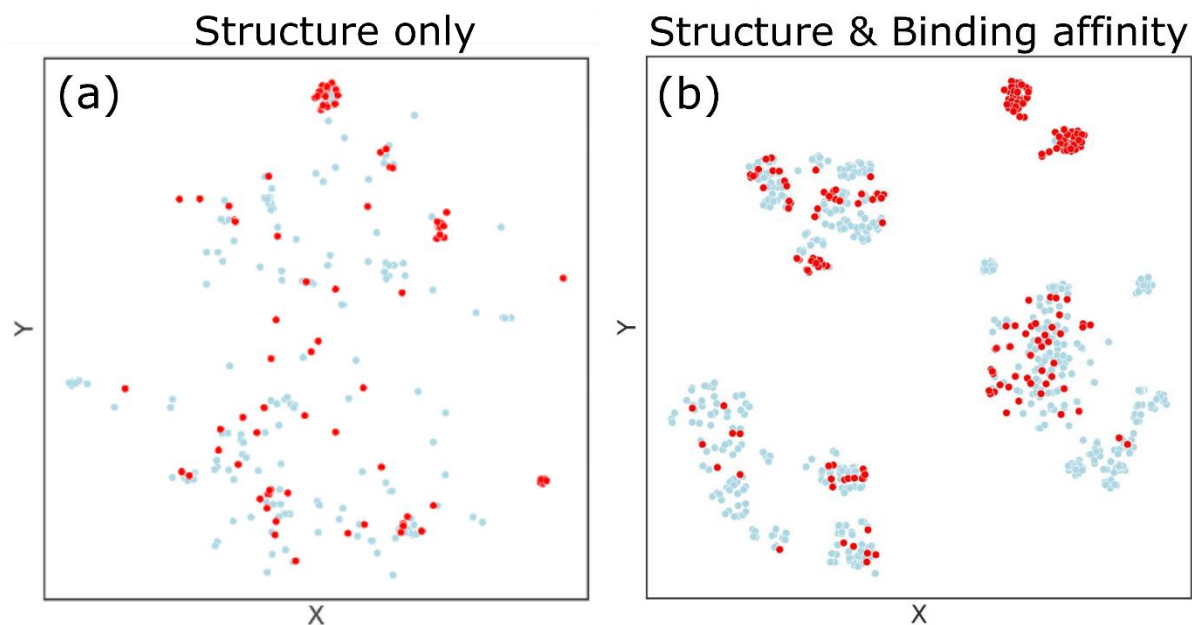 Structure only
Structure & Binding affinity
(a)
(b)
Y
Y
X
X